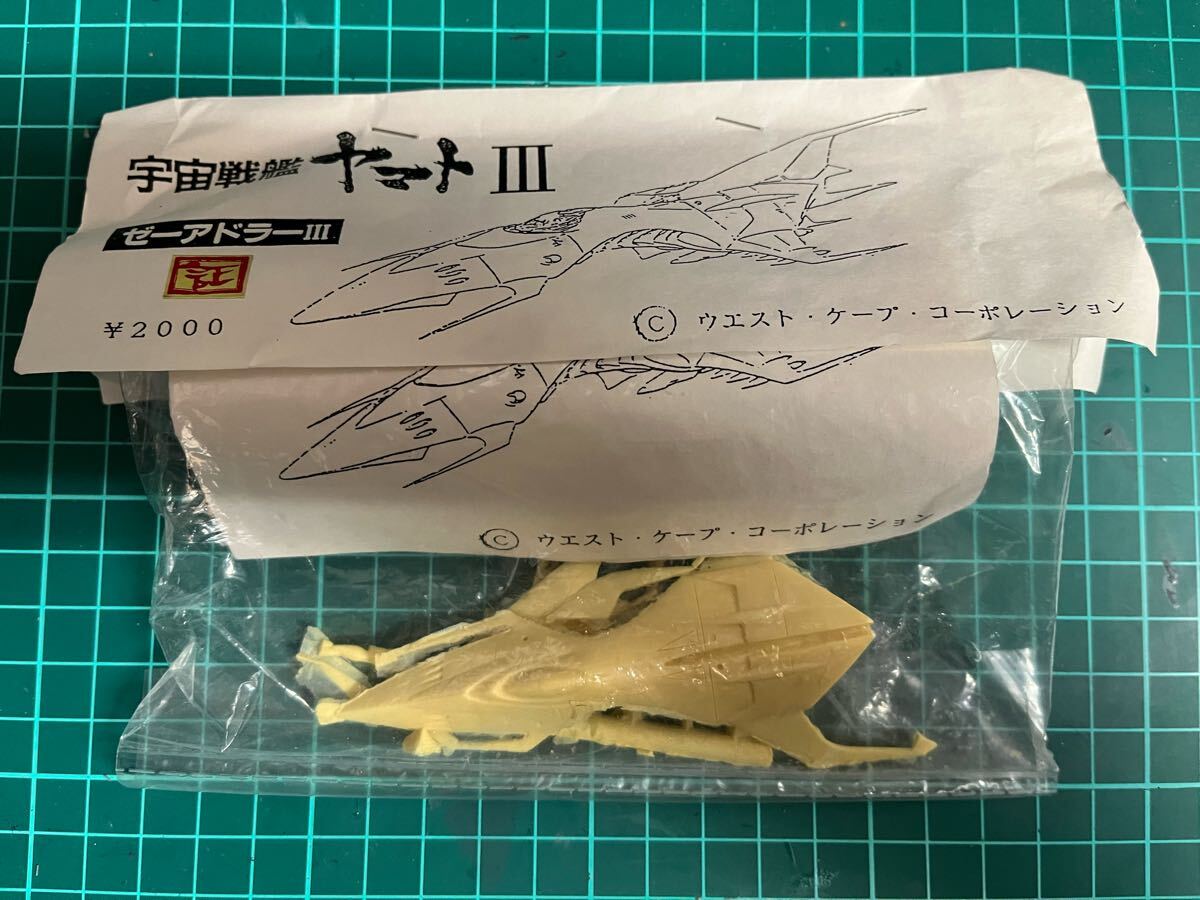 宇宙戦艦ヤマトIII
ゼーアドラーIII
¥2000
Ⓒ ウエスト・ケープ・コーポレーション
Ⓒ ウエスト・ケープ・コーポレーション